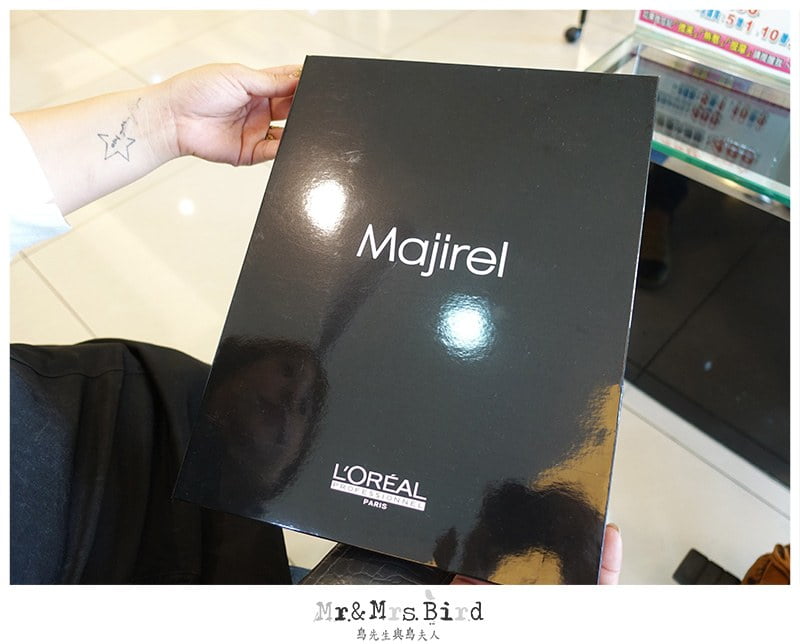 Majirel
L'ORÉAL
PROFESSIONNEL
PARIS
Mr.&Mrs.Bird
鳥先生與鳥夫人